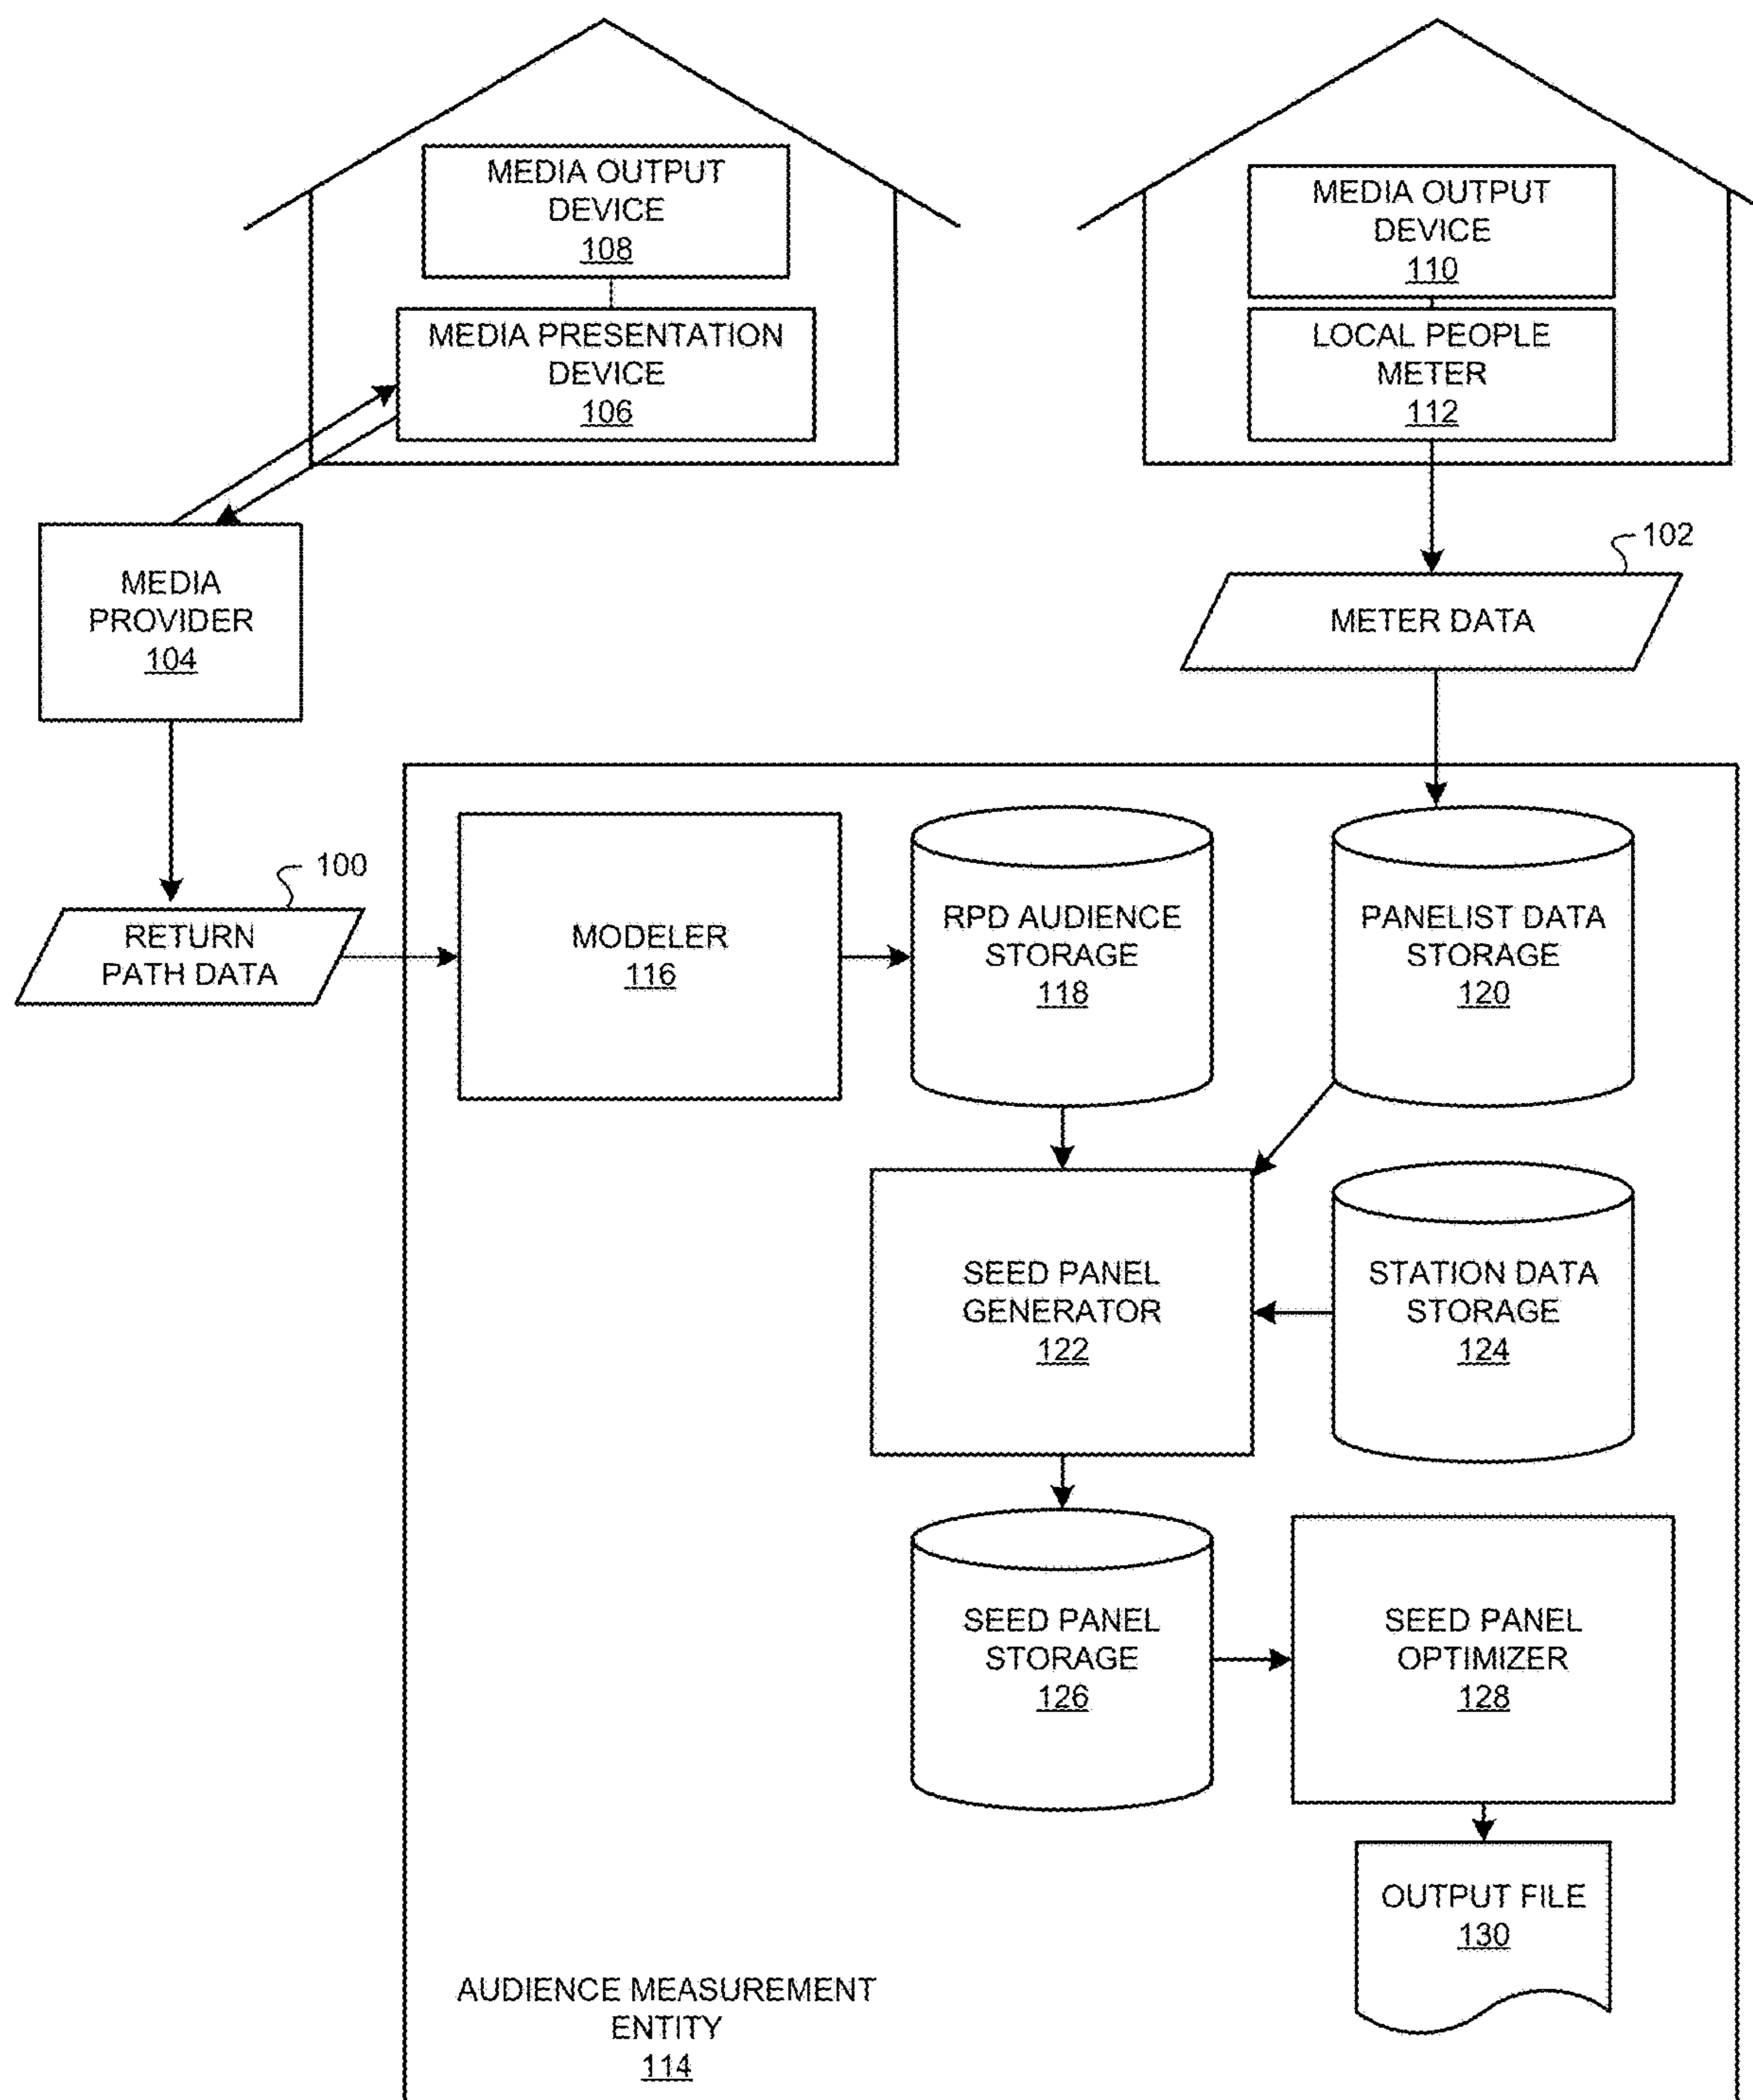 MEDIA OUTPUT
DEVICE
108
MEDIA PRESENTATION
DEVICE
106
MEDIA OUTPUT
DEVICE
110
LOCAL PEOPLE
METER
112
MEDIA
PROVIDER
104
102
METER DATA
100
RETURN
PATH DATA
MODELER
116
RPD AUDIENCE
STORAGE
118
PANELIST DATA
STORAGE
120
SEED PANEL
GENERATOR
122
STATION DATA
STORAGE
124
SEED PANEL
STORAGE
126
SEED PANEL
OPTIMIZER
128
OUTPUT FILE
130
AUDIENCE MEASUREMENT
ENTITY
114